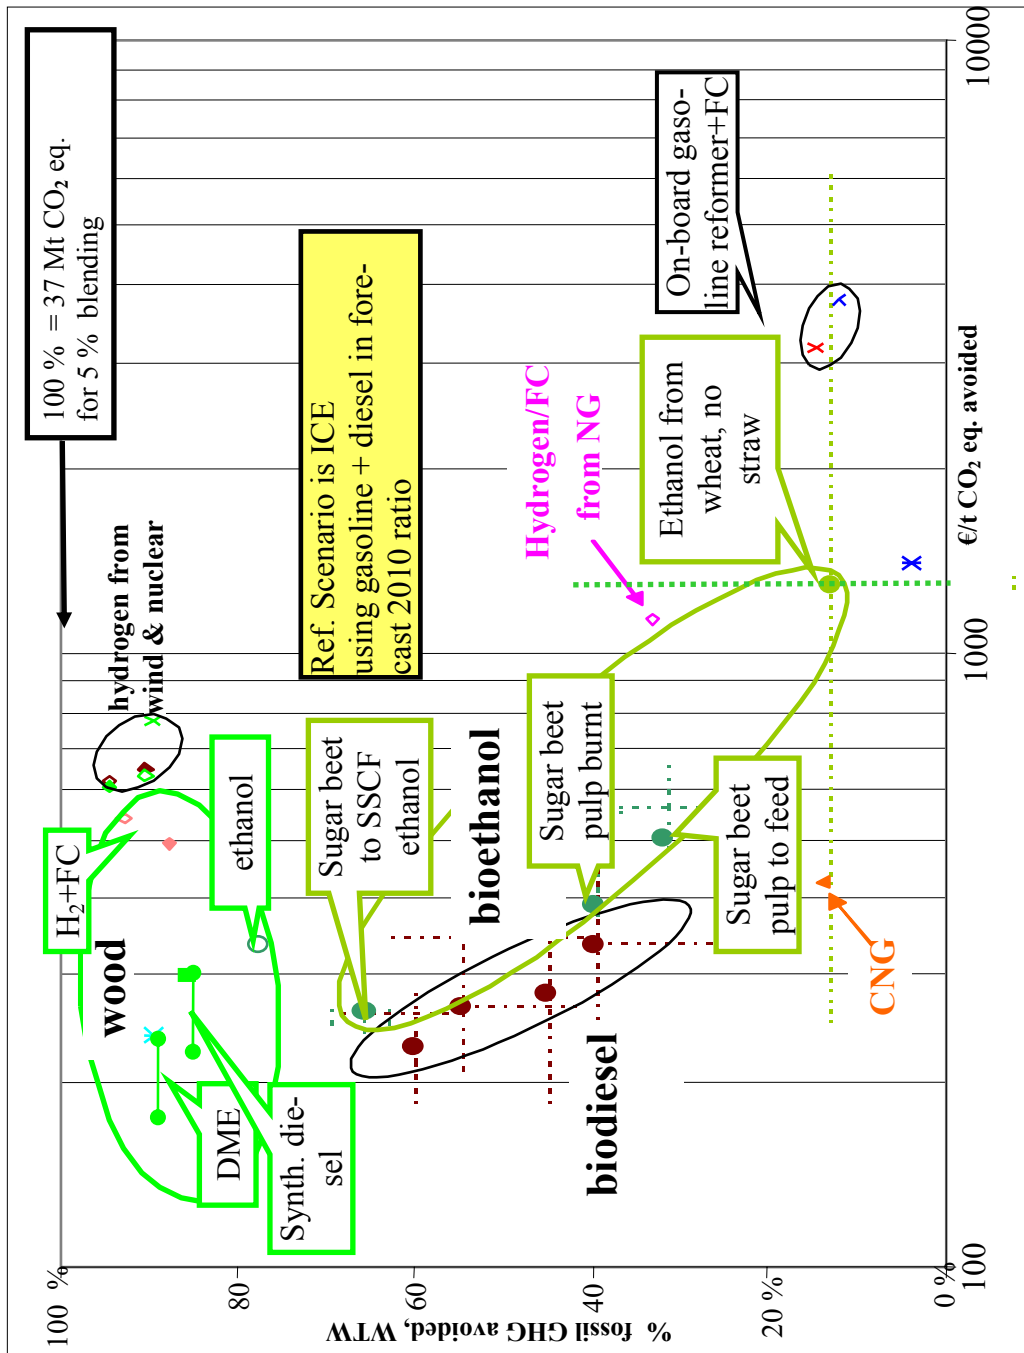 100 % = 37 Mt CO₂ eq.
for 5 % blending
hydrogen from
wind & nuclear
Ref. Scenario is ICE
using gasoline + diesel in fore-
cast 2010 ratio
H₂+FC
wood
ethanol
DME
Synth. die-
sel
Sugar beet
to SSCF
ethanol
bioethanol
Sugar beet
pulp burnt
biodiesel
Sugar beet
pulp to feed
CNG
Hydrogen/FC
from NG
Ethanol from
wheat, no
straw
On-board gaso-
line reformer+FC
% fossil GHG avoided, WTW
100 %
80
60
40
20 %
0 %
100
1000
10000
€/t CO₂ eq. avoided